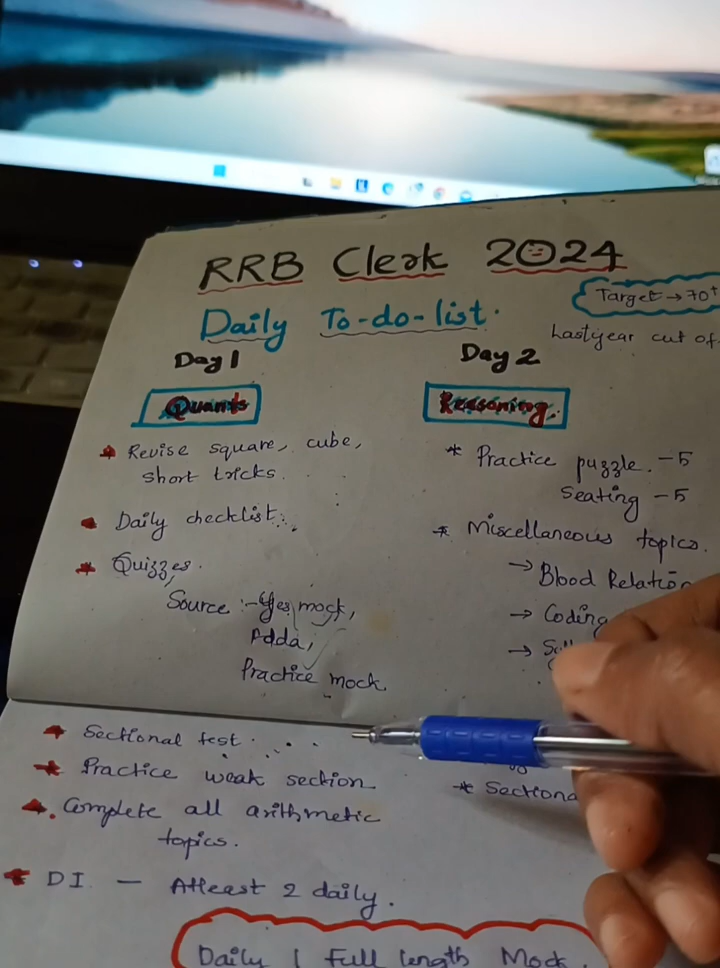 RRB Clerk 2024
Target → 70+
Daily To-do-list.
Last year cut of
Day 1
Quants
* Revise square, cube,
short tricks.
* Daily checklist
* Quizzes.
Source :- Yes mock,
Adda,
Practice mock
* Sectional test.
* Practice weak section
* Complete all arithmetic
topics.
* DI — Atleast 2 daily.
Day 2
Reasoning
* Practice puzzle. - 5
Seating - 5
* Miscellaneous topics.
→ Blood Relation
→ Coding
→
* Sectiona
Daily 1 Full length Mock.